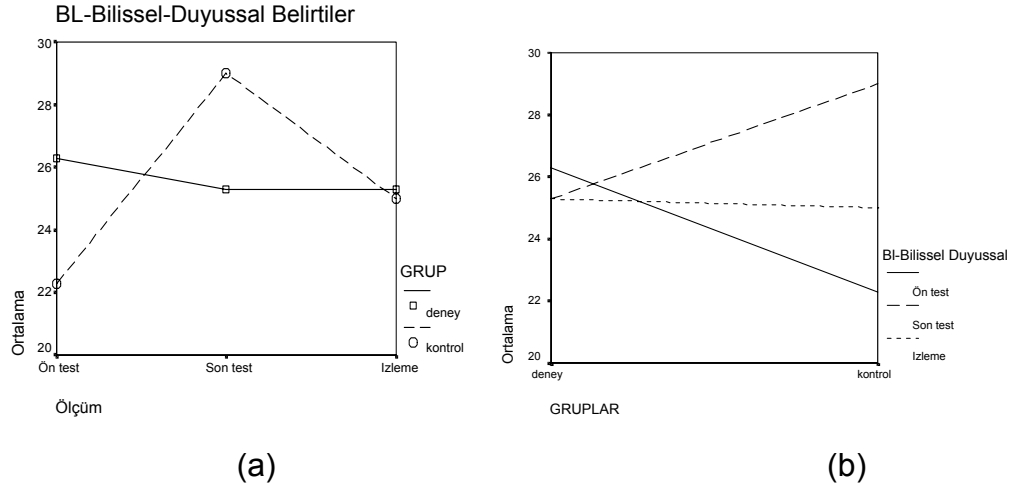 BL-Bilissel-Duyussal Belirtiler
30
28
26
24
22
20
Ortalama
Ön test
Son test
Izleme
Ölçüm
GRUP
deney
kontrol
(a)
30
28
26
24
22
20
Ortalama
deney
kontrol
GRUPLAR
Bl-Bilissel Duyussal
Ön test
Son test
Izleme
(b)